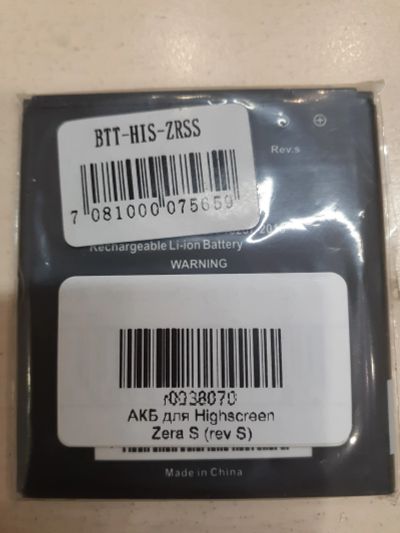 BTT-HIS-ZRSS
7 081000 075659
Rev.s
Rechargeable Li-ion Battery
WARNING
r0038070
АКБ для Highscreen
Zera S (rev S)
Made in China